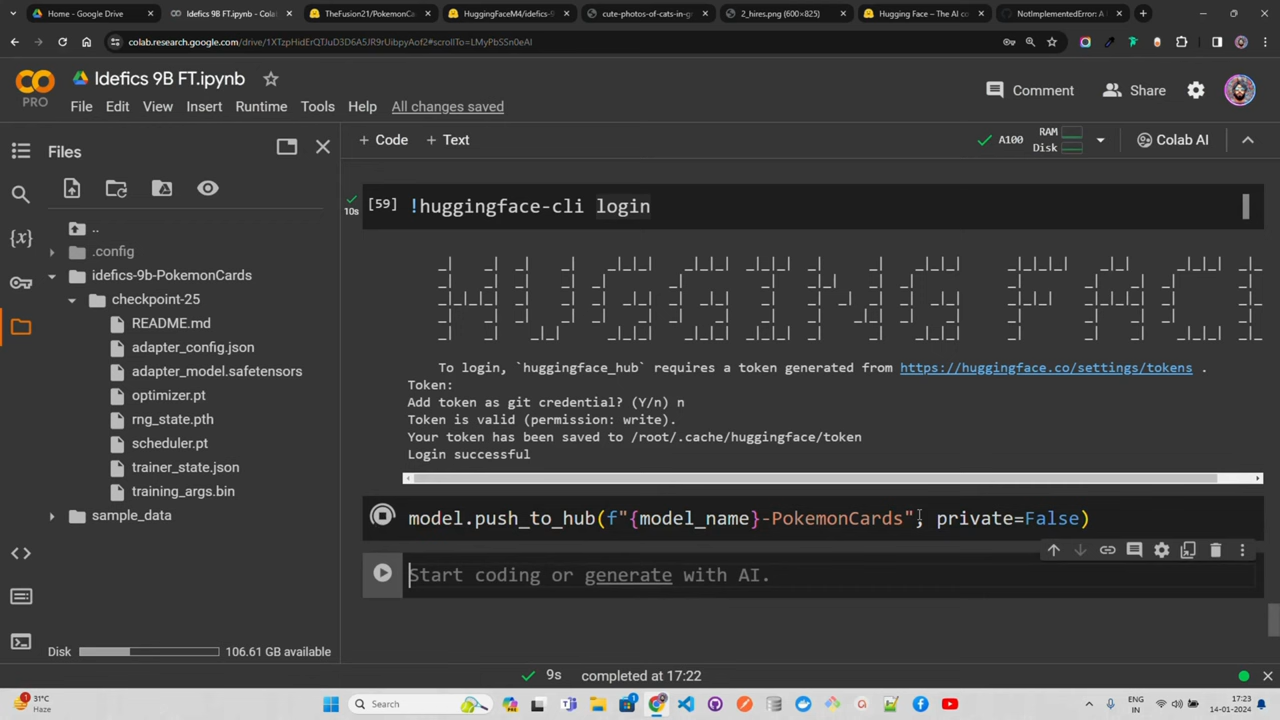 Home - Google Drive
Idefics 9B FT.ipynb - Colab
TheFusion21/PokemonCard
HuggingFaceM4/idefics-9
cute-photos-of-cats-in-g
2_hires.png (600×825)
Hugging Face – The AI co
NotImplementedError: A
colab.research.google.com/drive/1XTzpHidErQTJuD3D6ASJR9rUibpyAof2#scrollTo=LMyPbSSn0eAI
CO
PRO
Idefics 9B FT.ipynb
File Edit View Insert Runtime Tools Help All changes saved
Comment
Share
Files
+ Code + Text
A100
RAM
Disk
Colab AI
..
.config
idefics-9b-PokemonCards
checkpoint-25
README.md
adapter_config.json
adapter_model.safetensors
optimizer.pt
rng_state.pth
scheduler.pt
trainer_state.json
training_args.bin
sample_data
{x}
10s
[59] !huggingface-cli login
HUGGING FACE
To login, `huggingface_hub` requires a token generated from https://huggingface.co/settings/tokens .
Token:
Add token as git credential? (Y/n) n
Token is valid (permission: write).
Your token has been saved to /root/.cache/huggingface/token
Login successful
model.push_to_hub(f"{model_name}-PokemonCards", private=False)
Start coding or generate with AI.
Disk 106.61 GB available
9s completed at 17:22
31°C
Haze
Search
ENG
IN
17:23
14-01-2024